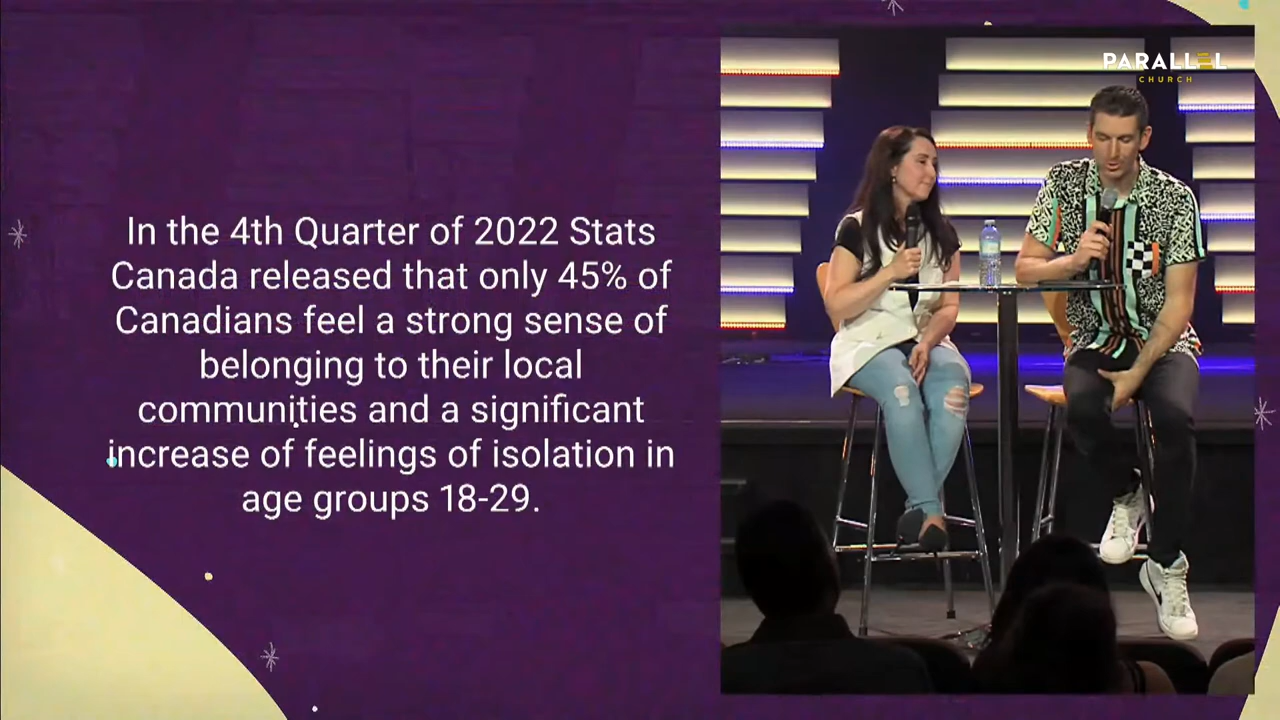 In the 4th Quarter of 2022 Stats
Canada released that only 45% of
Canadians feel a strong sense of
belonging to their local
communities and a significant
increase of feelings of isolation in
age groups 18-29.
PARALLEL
CHURCH